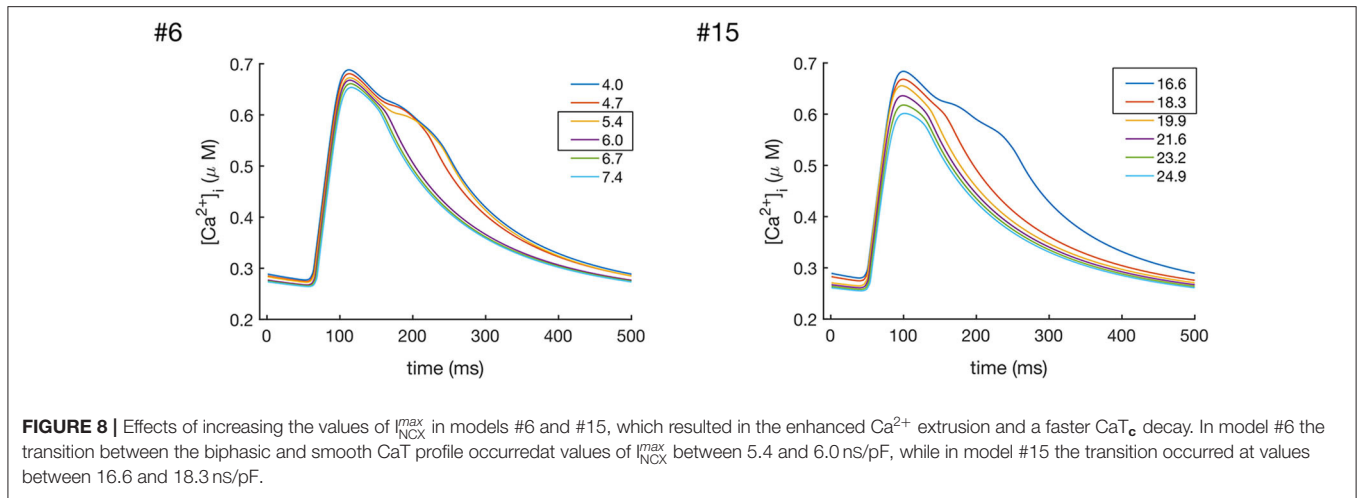 #6
0.7
0.6
0.5
0.4
0.3
0.2
[Ca²⁺]ᵢ (μ M)
4.0
4.7
5.4
6.0
6.7
7.4
0 100 200 300 400 500
time (ms)
#15
0.7
0.6
0.5
0.4
0.3
0.2
[Ca²⁺]ᵢ (μ M)
16.6
18.3
19.9
21.6
23.2
24.9
0 100 200 300 400 500
time (ms)
FIGURE 8 | Effects of increasing the values of I_NCX^max in models #6 and #15, which resulted in the enhanced Ca²⁺ extrusion and a faster CaT_c decay. In model #6 the
transition between the biphasic and smooth CaT profile occurredat values of I_NCX^max between 5.4 and 6.0 nS/pF, while in model #15 the transition occurred at values
between 16.6 and 18.3 nS/pF.